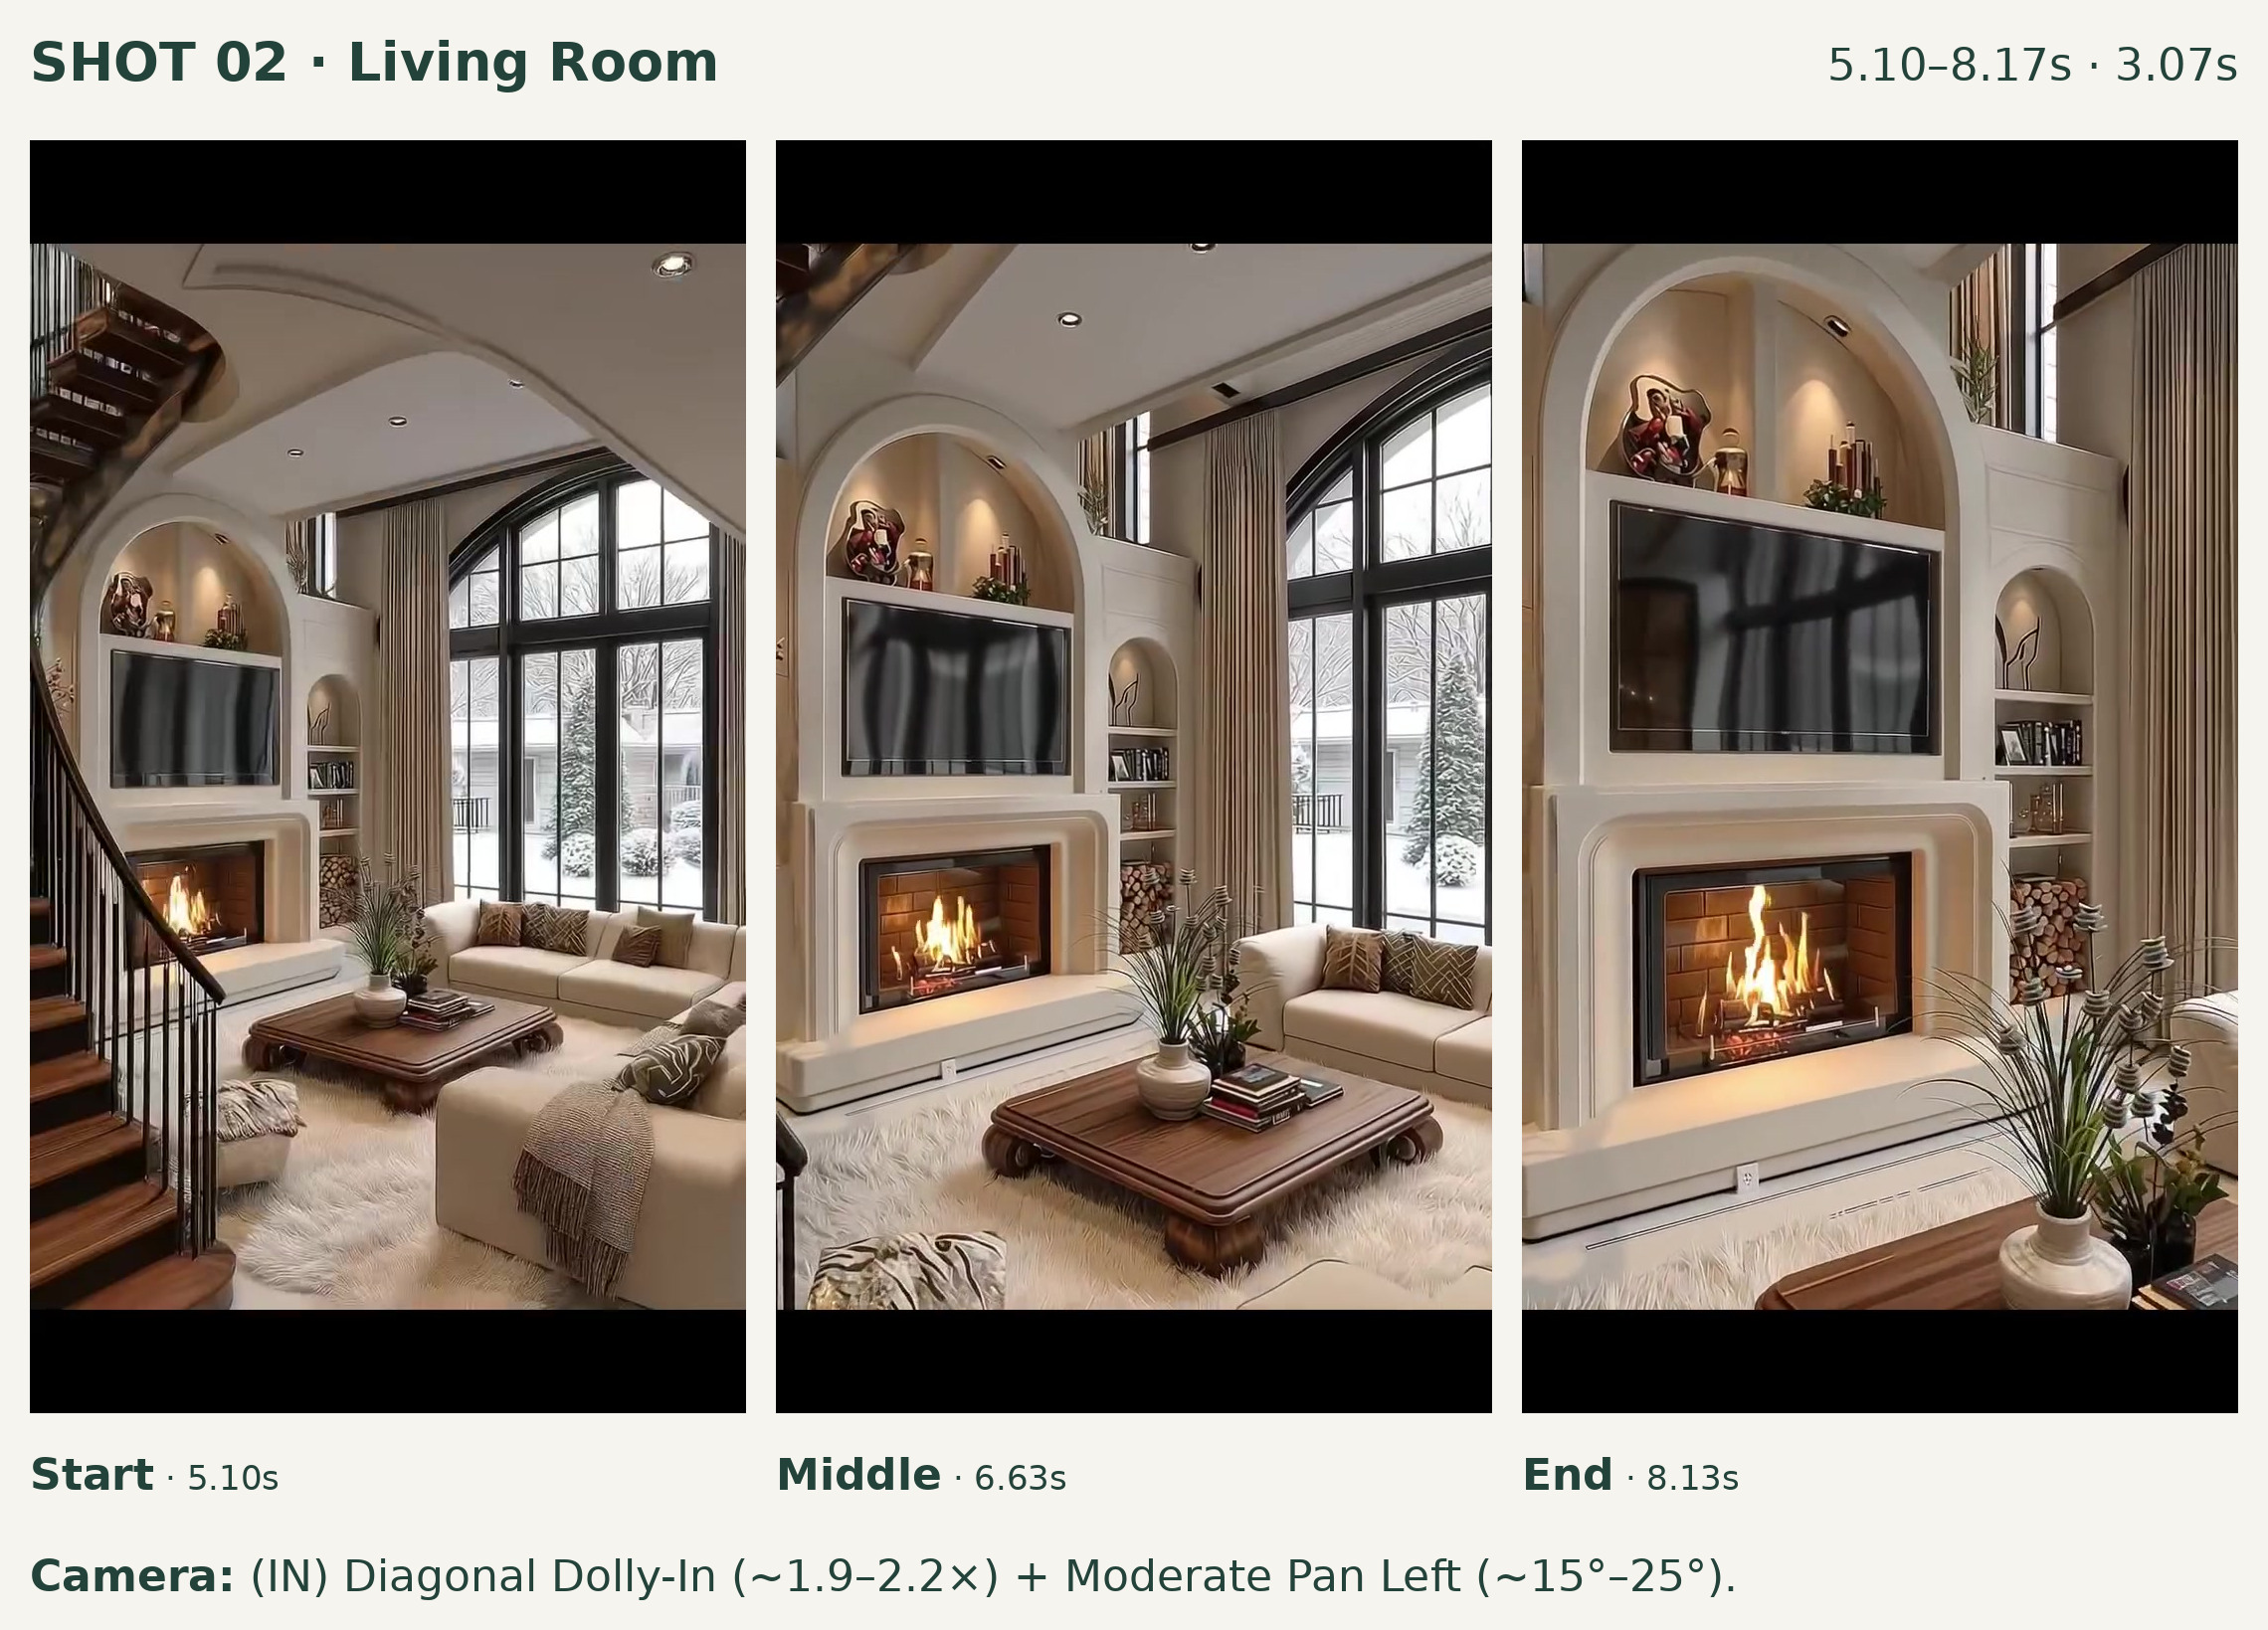 SHOT 02 · Living Room
5.10–8.17s · 3.07s
Start · 5.10s
Middle · 6.63s
End · 8.13s
Camera: (IN) Diagonal Dolly-In (~1.9–2.2×) + Moderate Pan Left (~15°–25°).